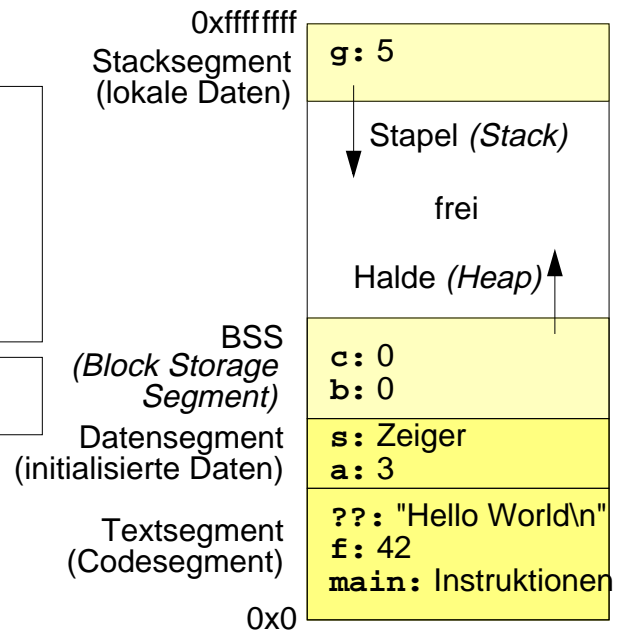 0xffffffff
Stacksegment
(lokale Daten)
g: 5
Stapel (Stack)
frei
Halde (Heap)
BSS
(Block Storage
Segment)
c: 0
b: 0
Datensegment
(initialisierte Daten)
s: Zeiger
a: 3
Textsegment
(Codesegment)
??: "Hello World\n"
f: 42
main: Instruktionen
0x0